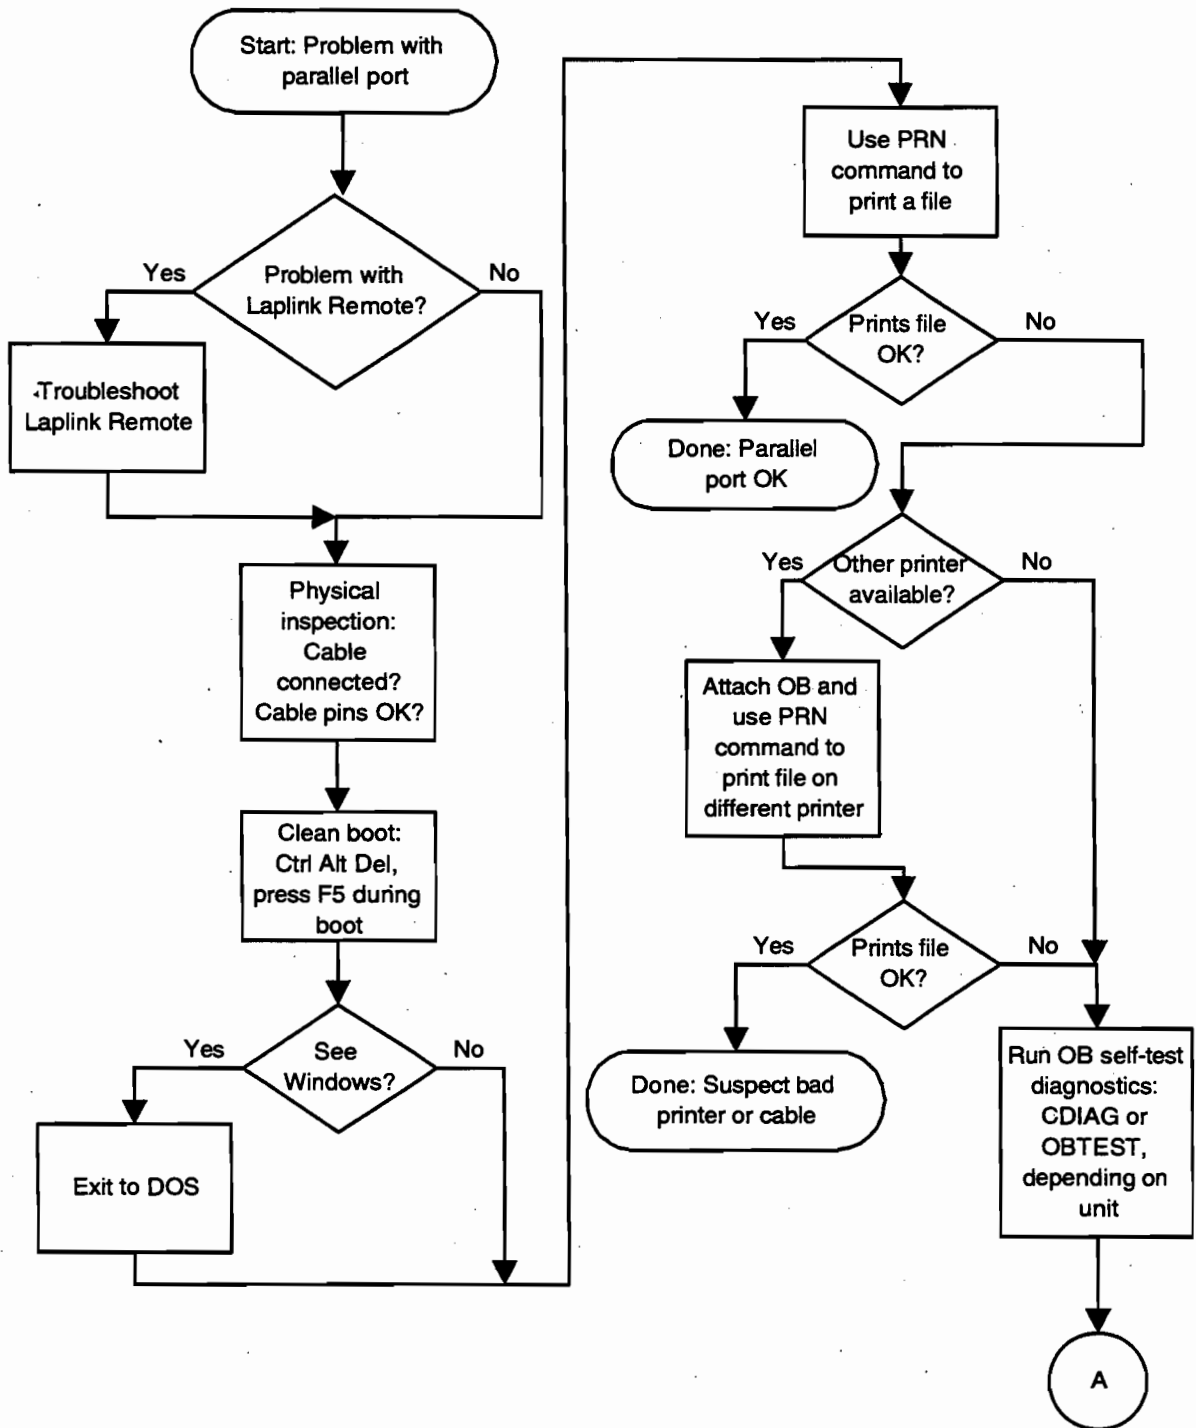 Start: Problem with
parallel port
Problem with
Laplink Remote?
Yes
No
Troubleshoot
Laplink Remote
Physical
inspection:
Cable
connected?
Cable pins OK?
Clean boot:
Ctrl Alt Del,
press F5 during
boot
See
Windows?
Yes
No
Exit to DOS
Use PRN
command to
print a file
Prints file
OK?
Yes
No
Done: Parallel
port OK
Other printer
available?
Yes
No
Attach OB and
use PRN
command to
print file on
different printer
Prints file
OK?
Yes
No
Done: Suspect bad
printer or cable
Run OB self-test
diagnostics:
CDIAG or
OBTEST,
depending on
unit
A